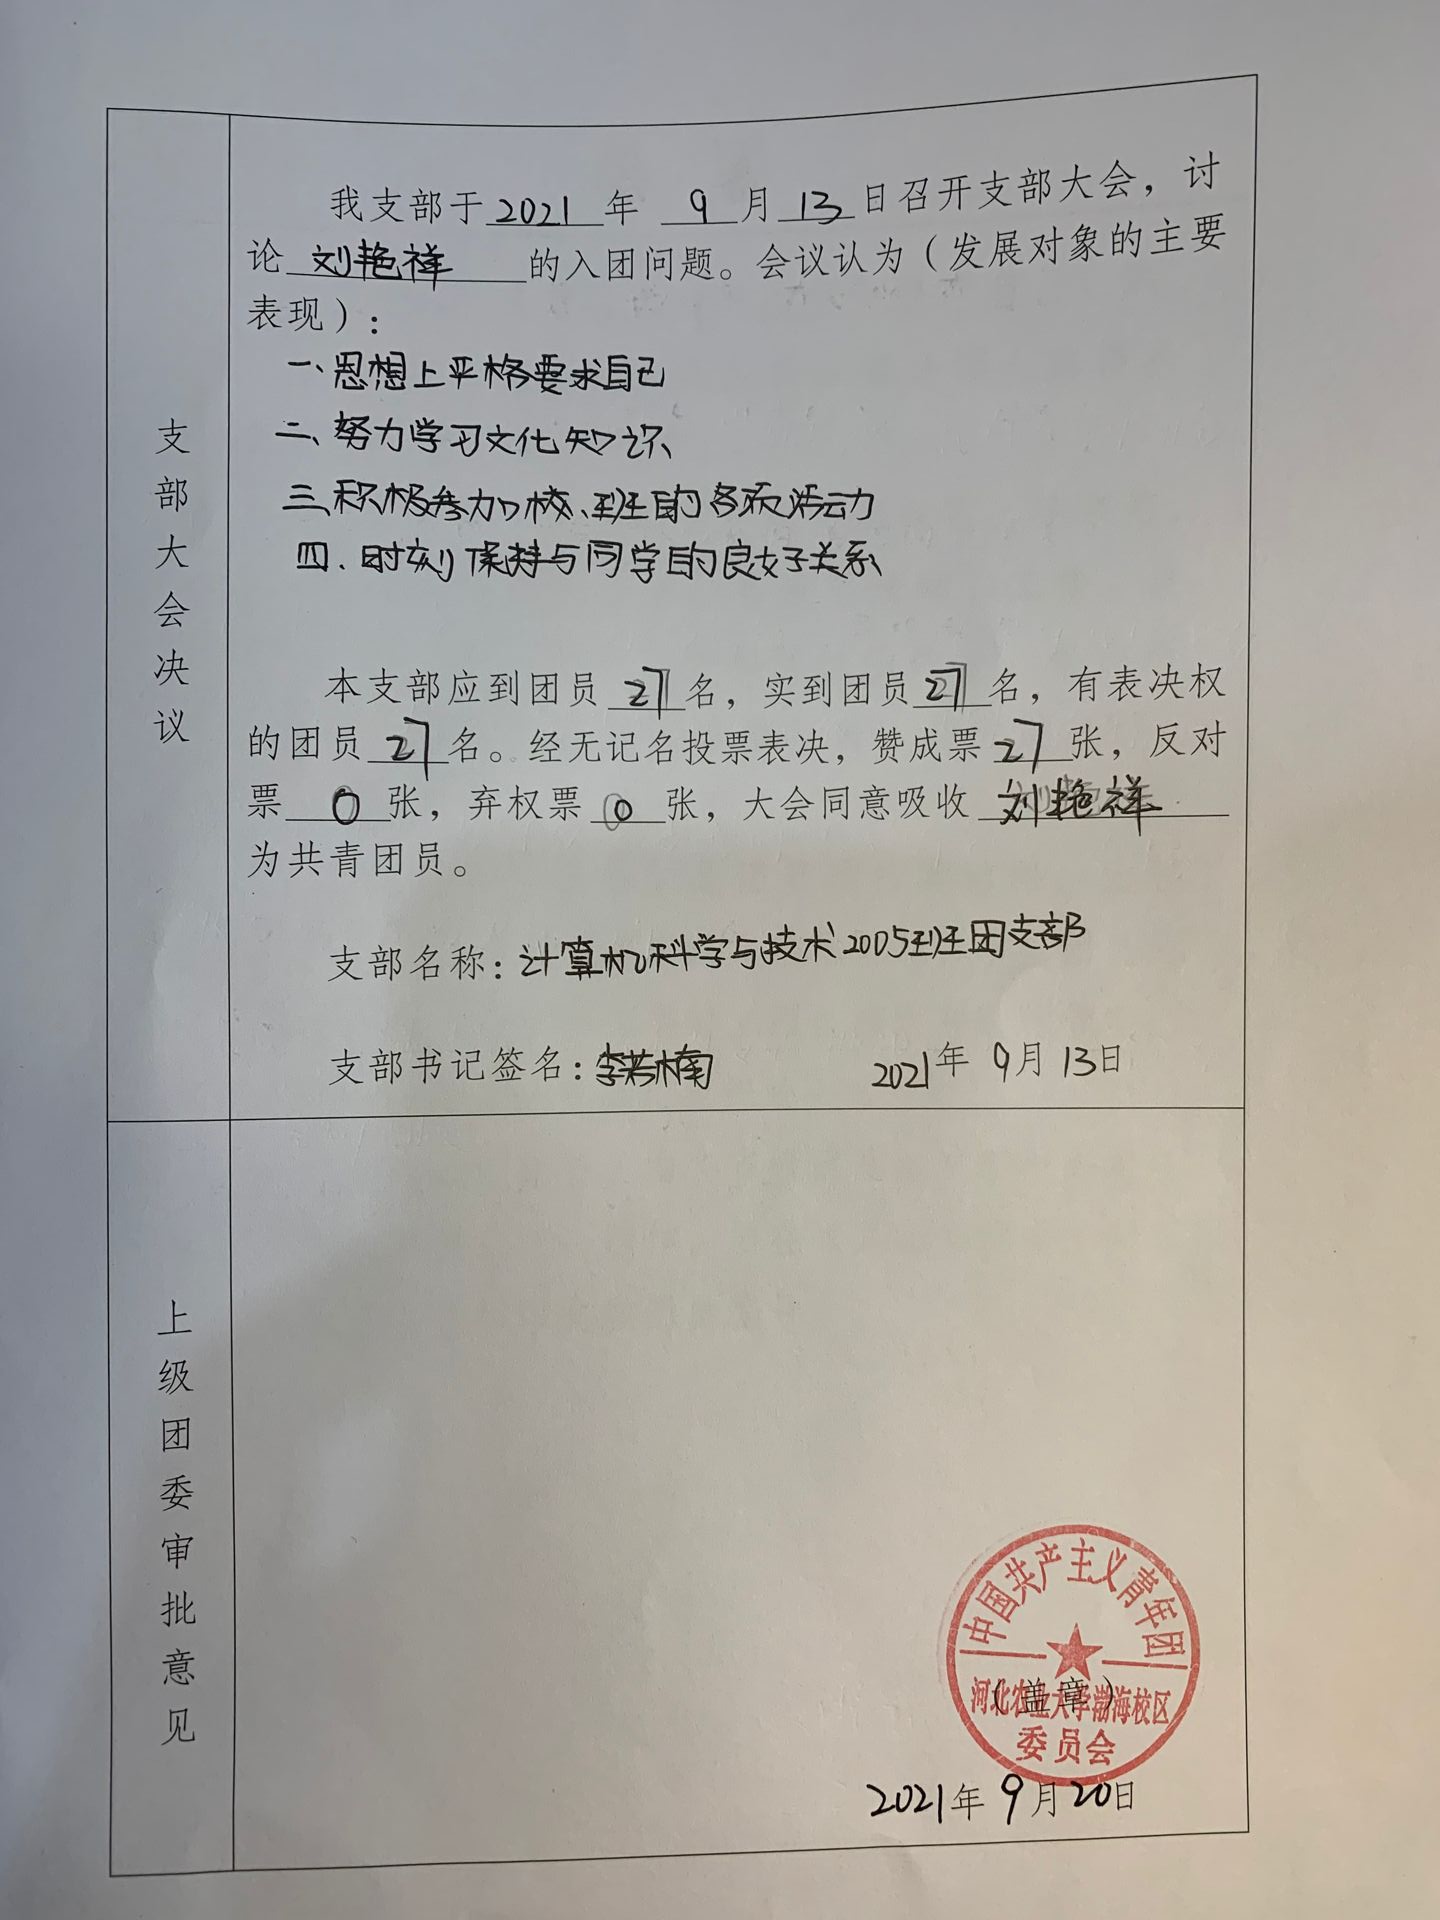 支部大会决议
我支部于2021年 9月13日召开支部大会，讨
论刘艳祥的入团问题。会议认为（发展对象的主要
表现）：
一、思想上严格要求自己
二、努力学习文化知识
三、积极参加校、班的各项活动
四、时刻保持与同学的良好关系
本支部应到团员27名，实到团员27名，有表决权
的团员27名。经无记名投票表决，赞成票27张，反对
票0张，弃权票0张，大会同意吸收刘艳祥
为共青团员。
支部名称：计算机科学与技术2005班团支部
支部书记签名：李若楠 2021年9月13日
上级团委审批意见
中国共产主义青年团
河北农业大学渤海校区
（盖章）
委员会
2021年9月20日